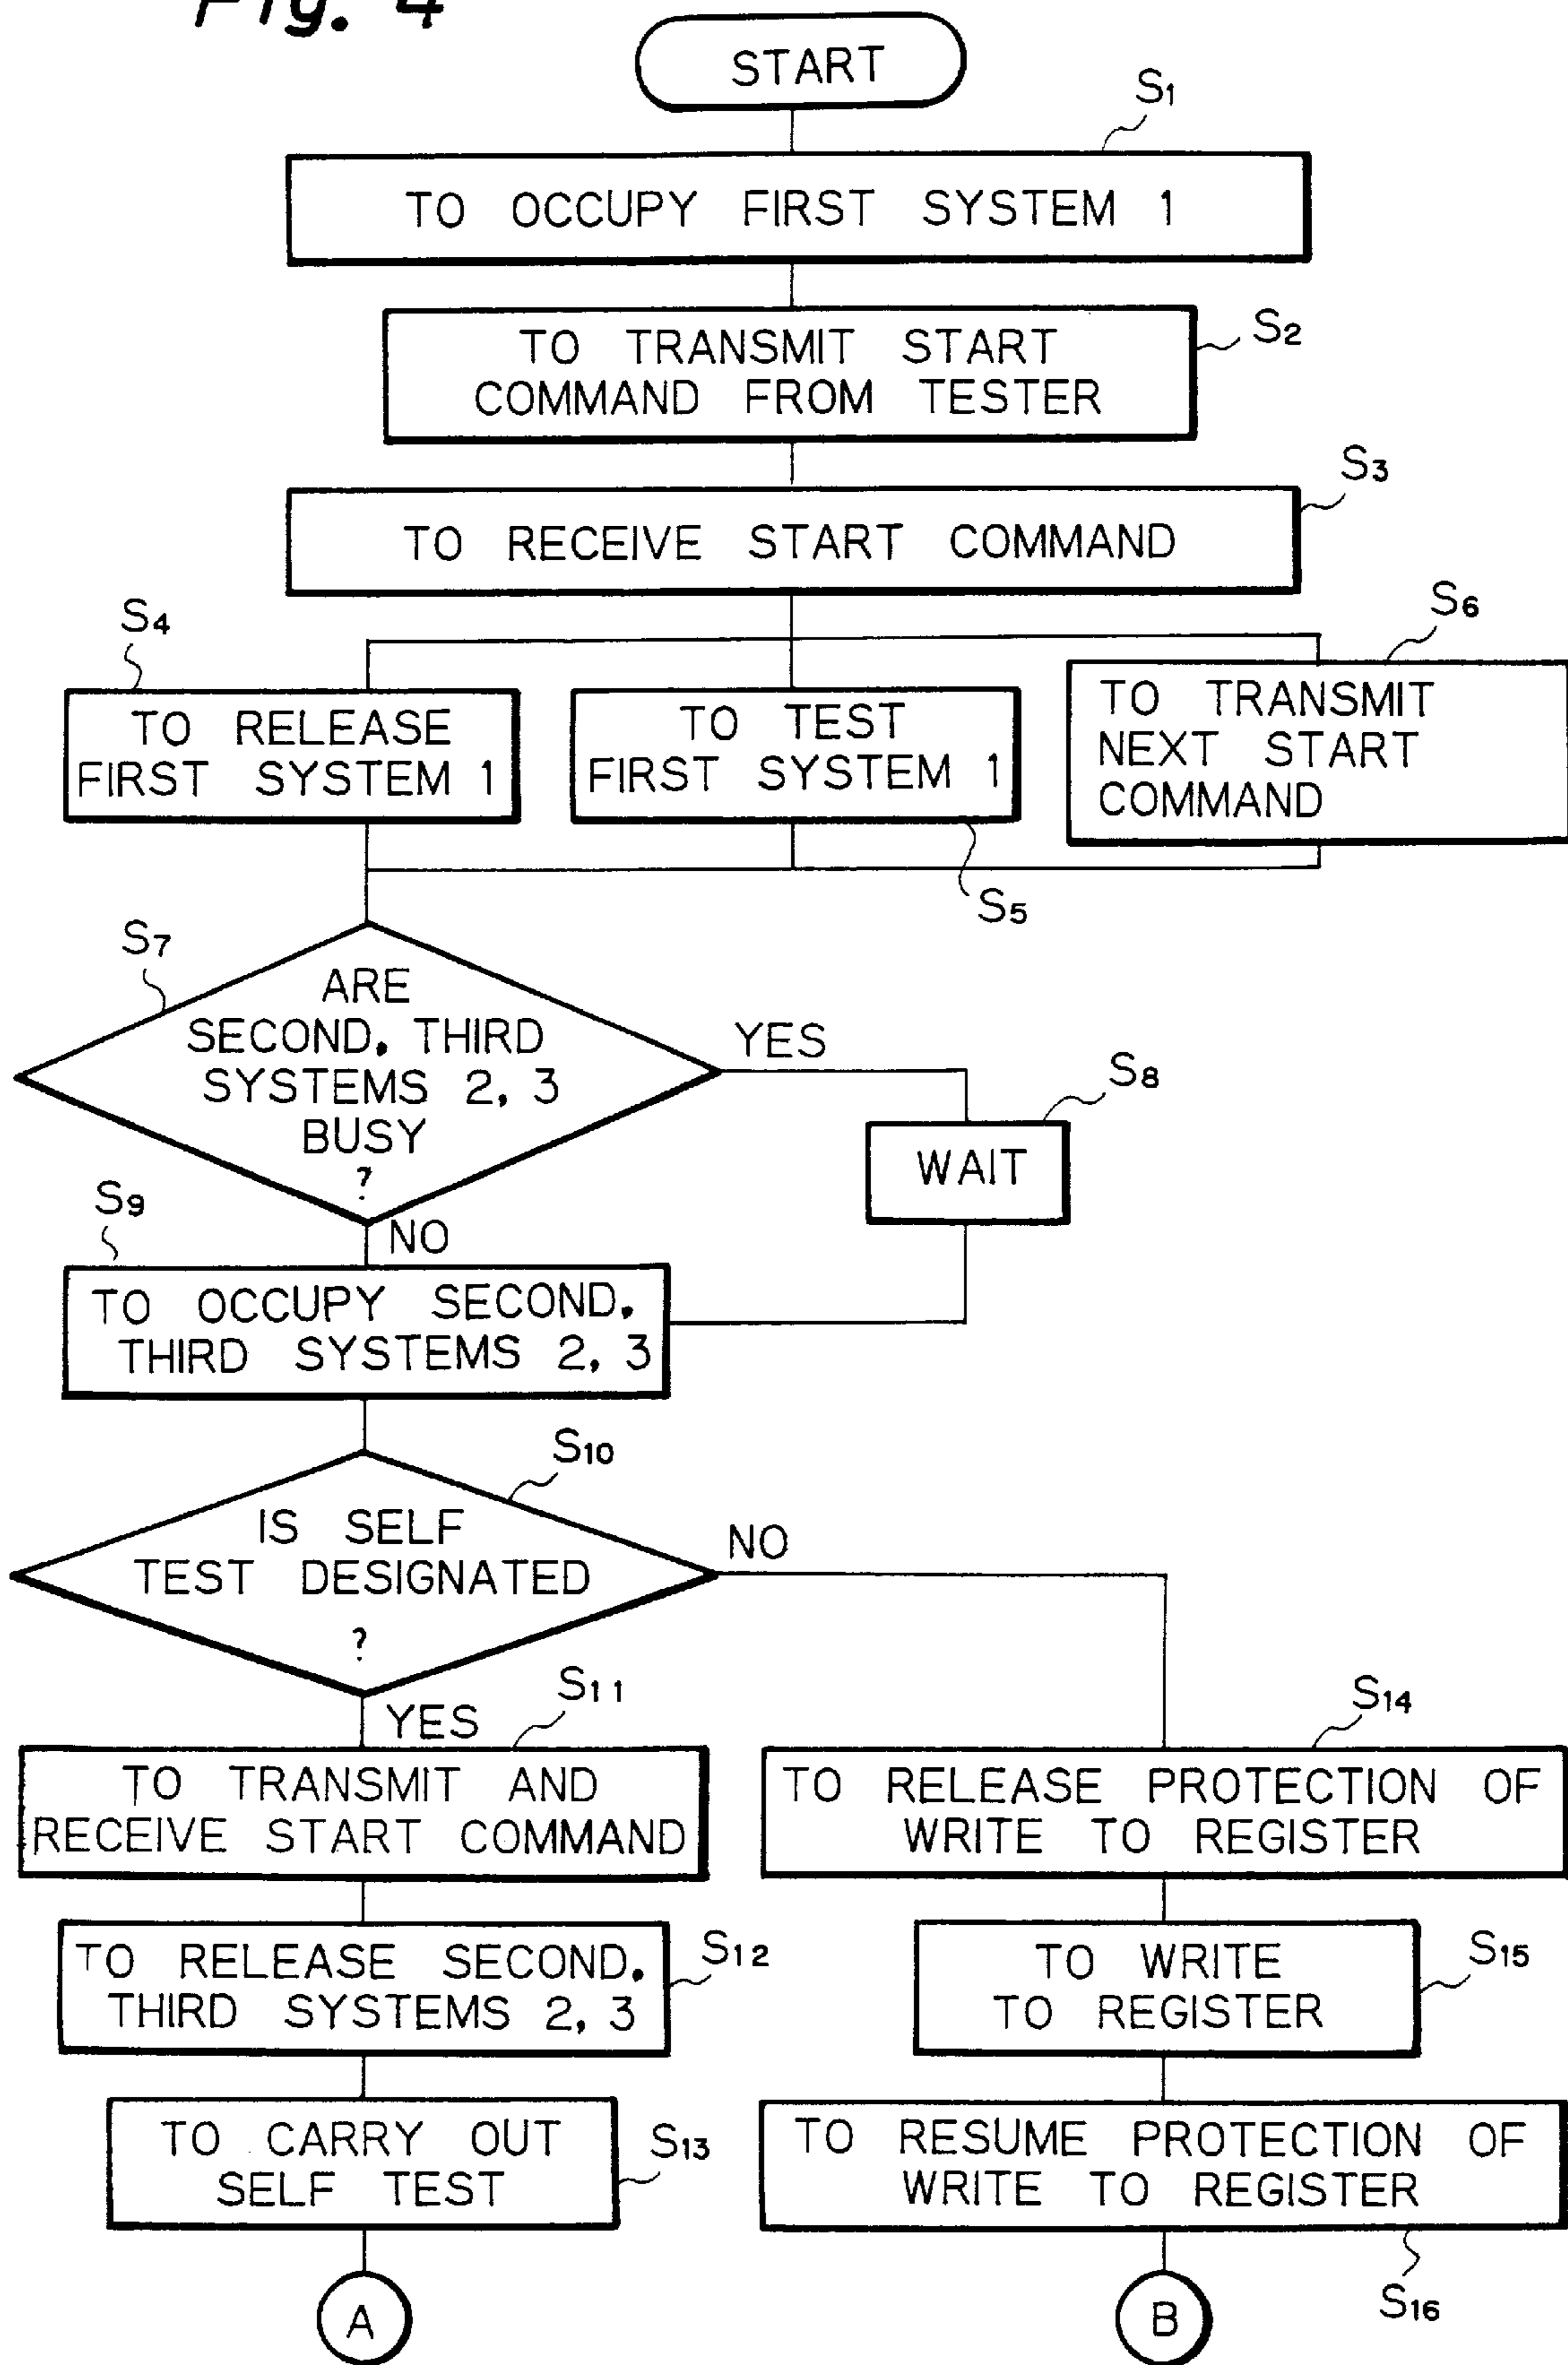 Fig. 4
START
S1
TO OCCUPY FIRST SYSTEM 1
S2
TO TRANSMIT START
COMMAND FROM TESTER
S3
TO RECEIVE START COMMAND
S4
TO RELEASE
FIRST SYSTEM 1
TO TEST
FIRST SYSTEM 1
S5
S6
TO TRANSMIT
NEXT START
COMMAND
S7
ARE
SECOND, THIRD
SYSTEMS 2, 3
BUSY
?
YES
S8
WAIT
NO
S9
TO OCCUPY SECOND,
THIRD SYSTEMS 2, 3
S10
IS SELF
TEST DESIGNATED
?
NO
YES
S11
TO TRANSMIT AND
RECEIVE START COMMAND
S12
TO RELEASE SECOND,
THIRD SYSTEMS 2, 3
S13
TO CARRY OUT
SELF TEST
A
S14
TO RELEASE PROTECTION OF
WRITE TO REGISTER
S15
TO WRITE
TO REGISTER
TO RESUME PROTECTION OF
WRITE TO REGISTER
S16
B